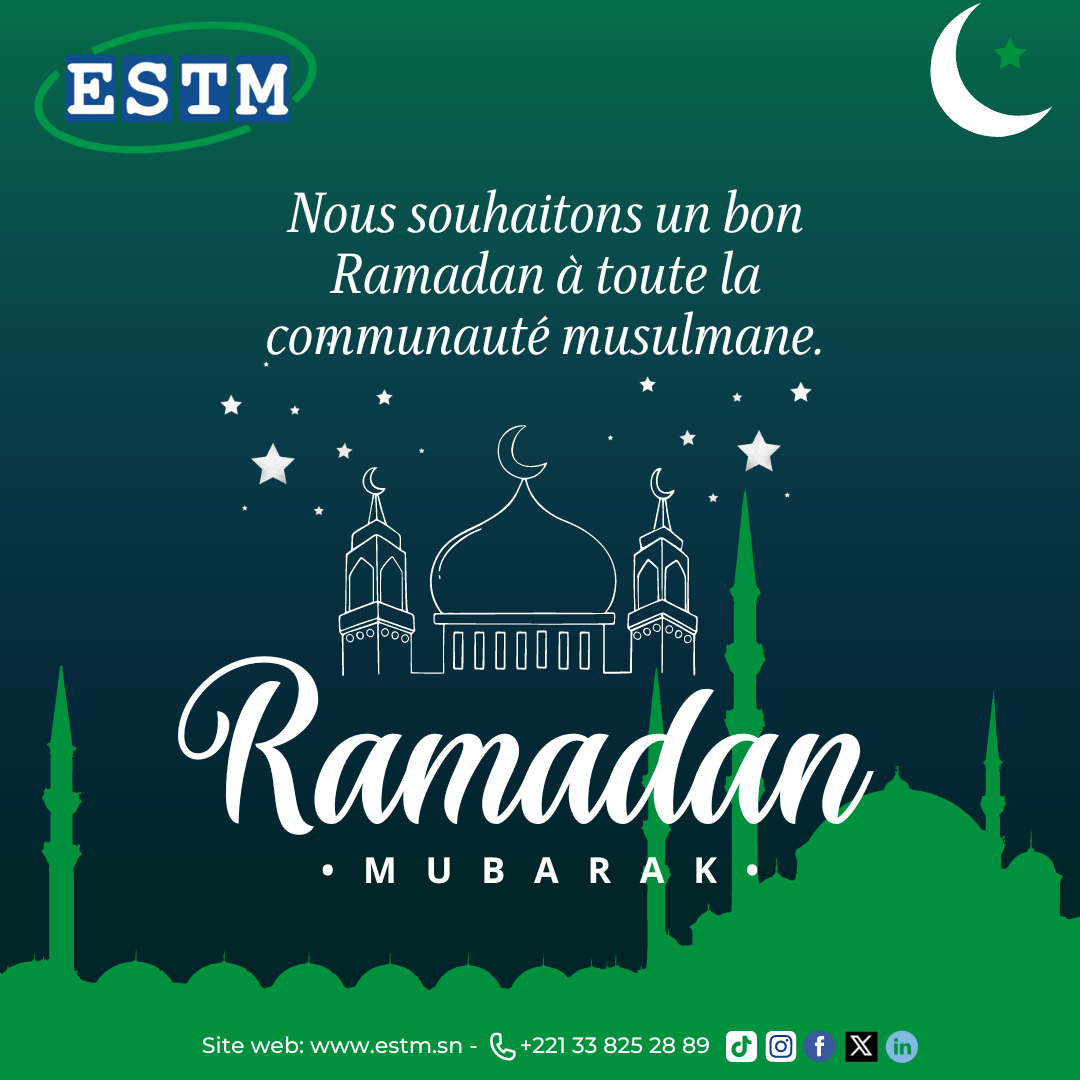 ESTM
Nous souhaitons un bon
Ramadan à toute la
communauté musulmane.
Ramadan
• MUBARAK •
Site web: www.estm.sn - +221 33 825 28 89